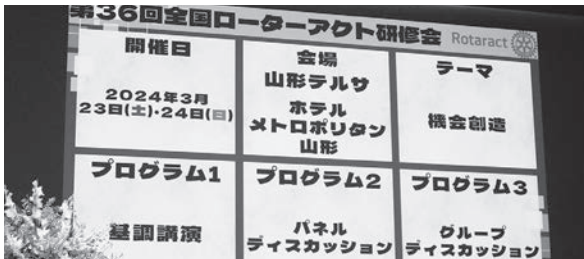 第36回全国ローターアクト研修会 Rotaract
開催日
2024年3月
23日(土)・24日(日)
会場
山形テルサ
ホテル
メトロポリタン
山形
テーマ
機会創造
プログラム1
基調講演
プログラム2
パネル
ディスカッション
プログラム3
グループ
ディスカッション